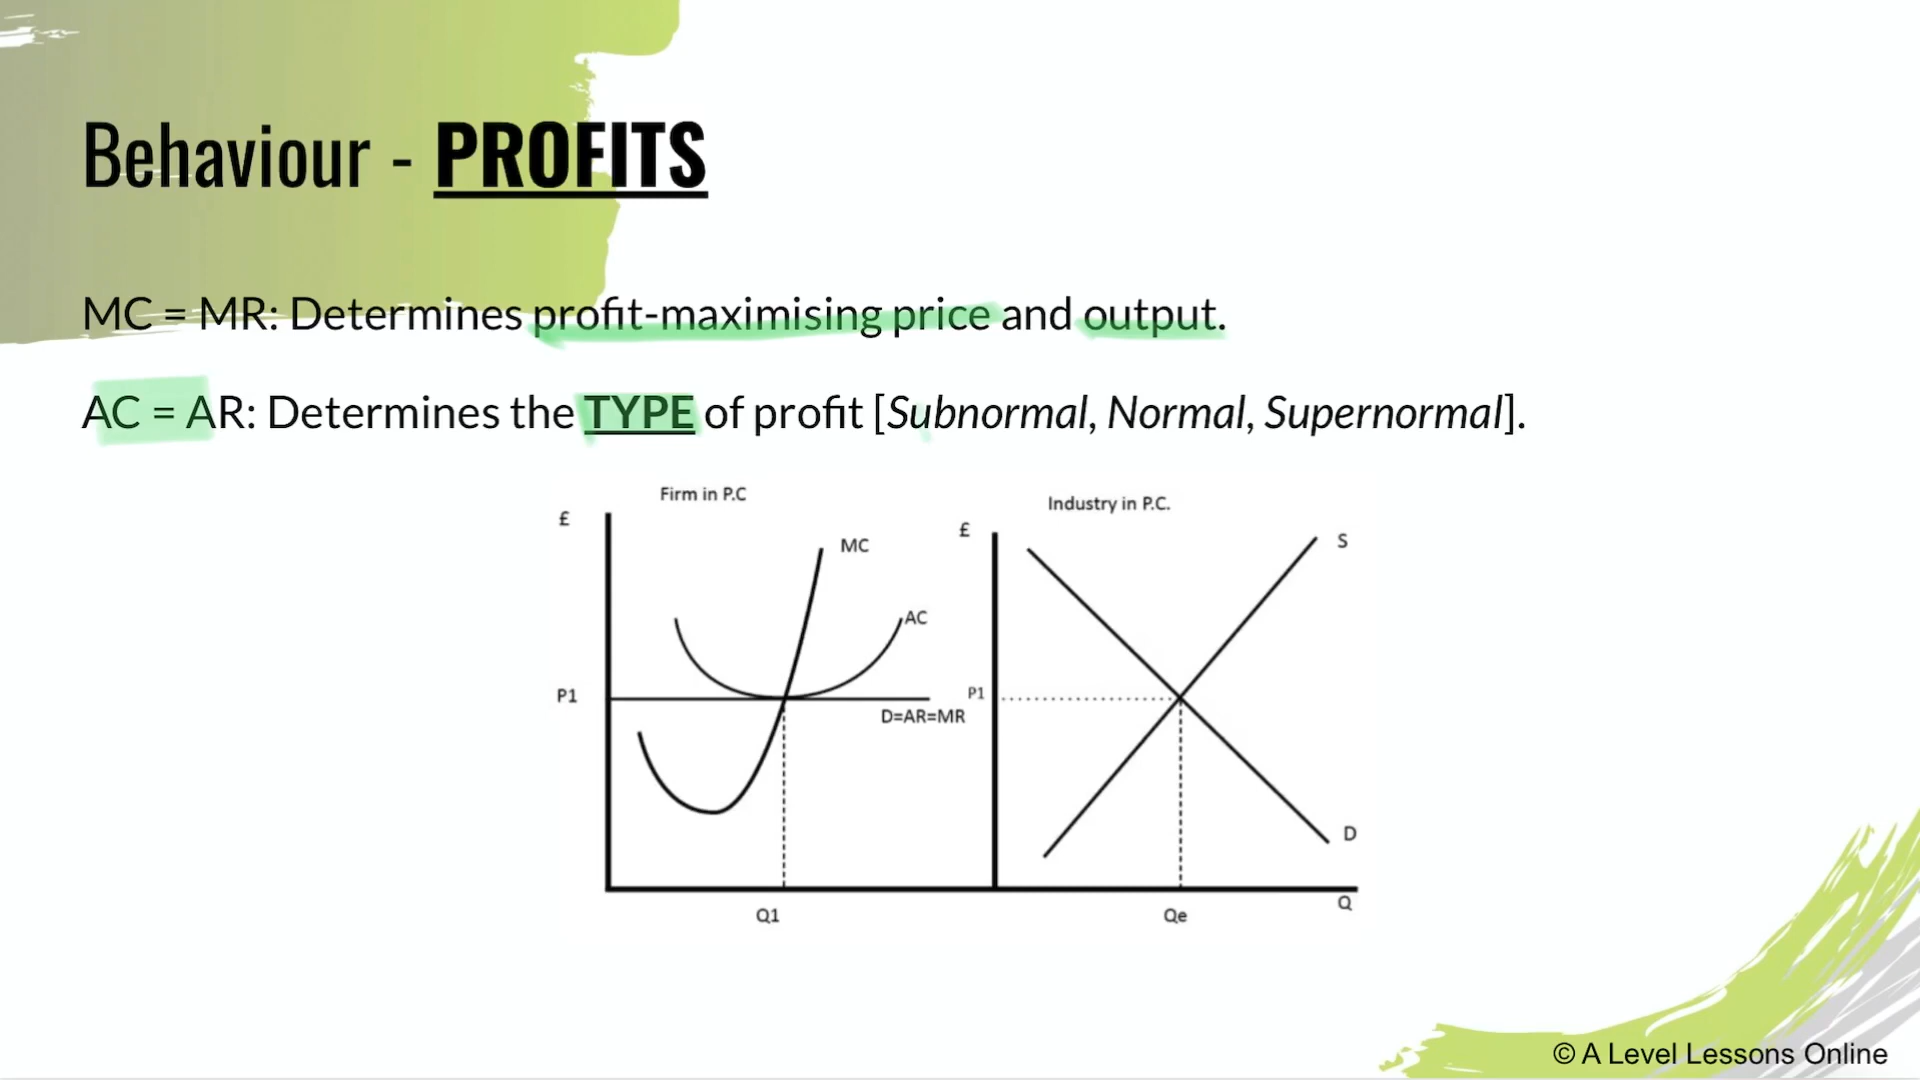 Behaviour - PROFITS
MC = MR: Determines profit-maximising price and output.
AC = AR: Determines the TYPE of profit [Subnormal, Normal, Supernormal].
Firm in P.C
Industry in P.C.
£
£
MC
S
AC
P1
P1
D=AR=MR
D
Q
Q1
Qe
© A Level Lessons Online